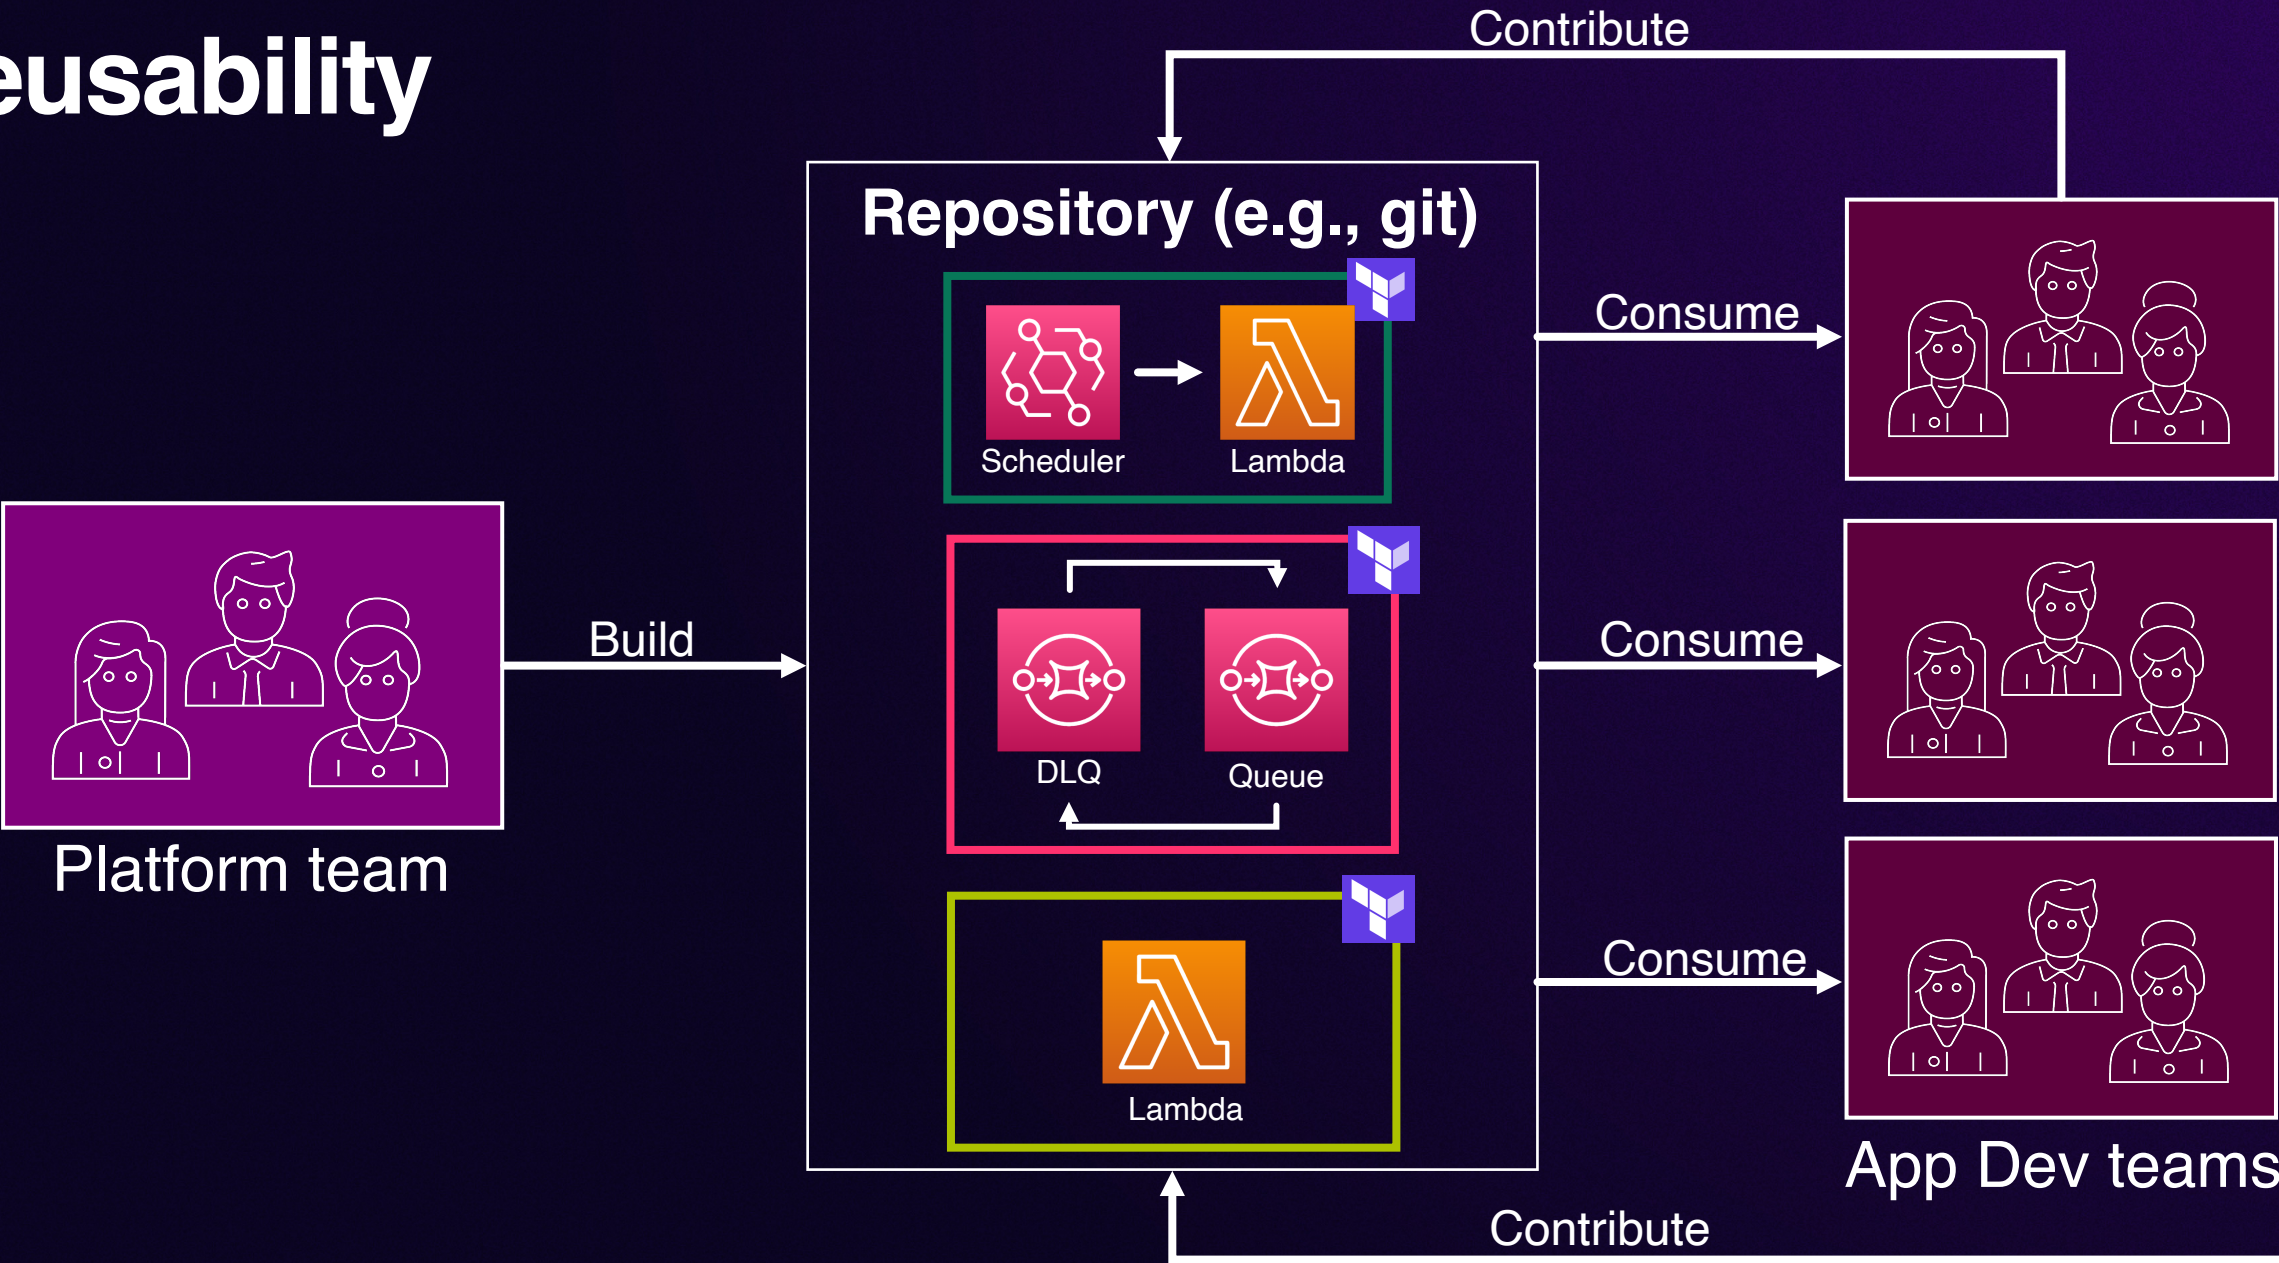 eusability
Contribute
Repository (e.g., git)
Scheduler
Lambda
Consume
Build
DLQ
Queue
Consume
Platform team
Lambda
Consume
App Dev teams
Contribute